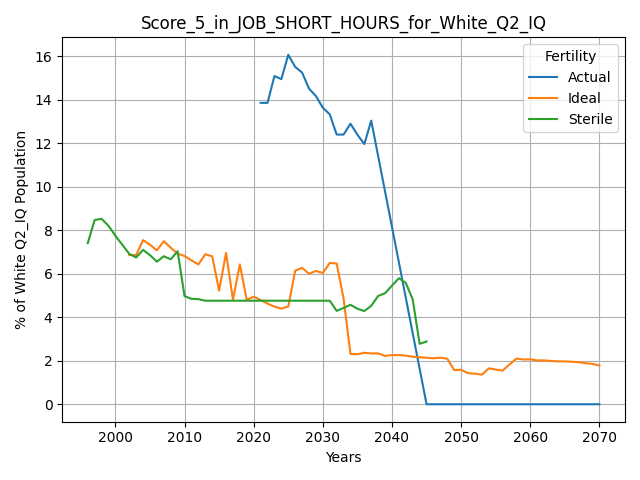 Score_5_in_JOB_SHORT_HOURS_for_White_Q2_IQ
Fertility
Actual
Ideal
Sterile
% of White Q2_IQ Population
16
14
12
10
8
6
4
2
0
2000 2010 2020 2030 2040 2050 2060 2070
Years